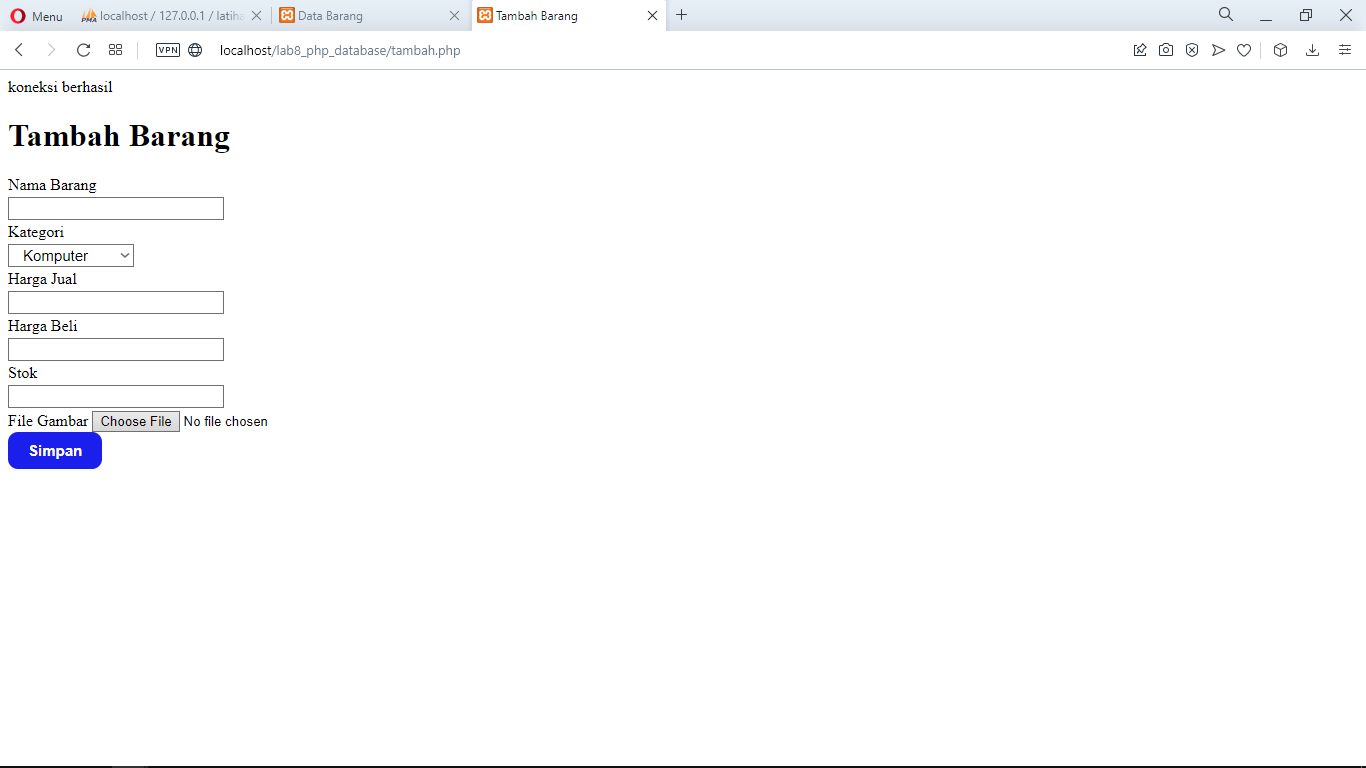 Menu
localhost / 127.0.0.1 / latiha
Data Barang
Tambah Barang
VPN
localhost/lab8_php_database/tambah.php
koneksi berhasil
Tambah Barang
Nama Barang
Kategori
Komputer
Harga Jual
Harga Beli
Stok
File Gambar Choose File No file chosen
Simpan